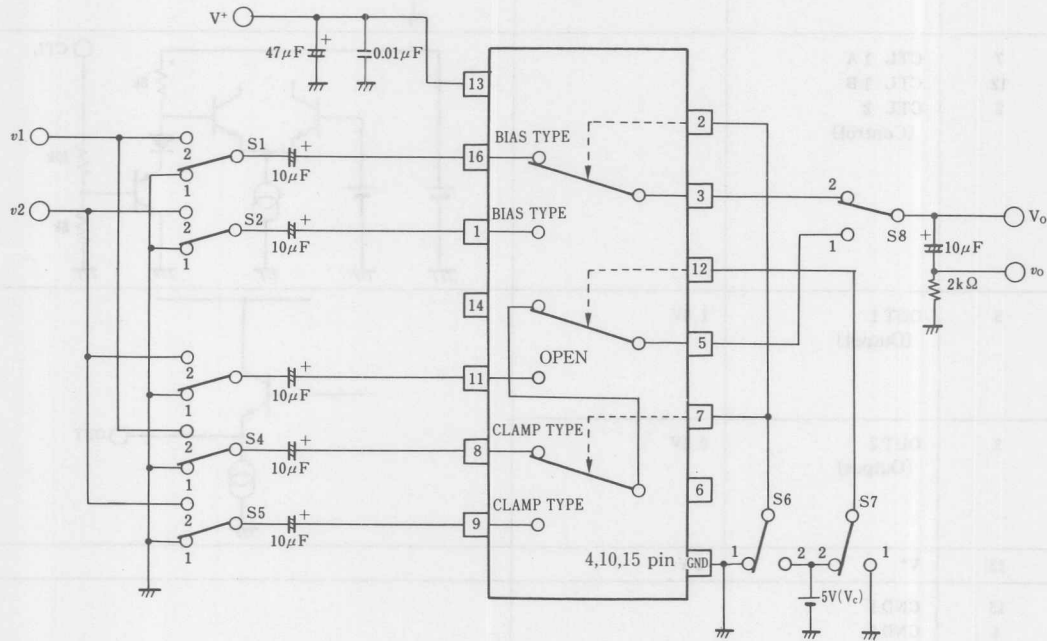 V+
47μF
+
0.01μF
13
v1
2
1
S1
+
10μF
16
BIAS TYPE
2
3
2
1
S8
Vo
+
10μF
vo
2kΩ
v2
2
1
S2
+
10μF
1
BIAS TYPE
12
14
5
OPEN
2
1
+
10μF
11
7
2
1
S4
+
10μF
8
CLAMP TYPE
6
2
1
S5
+
10μF
9
CLAMP TYPE
4,10,15 pin
GND
S6
1
2
S7
2
1
5V(Vc)